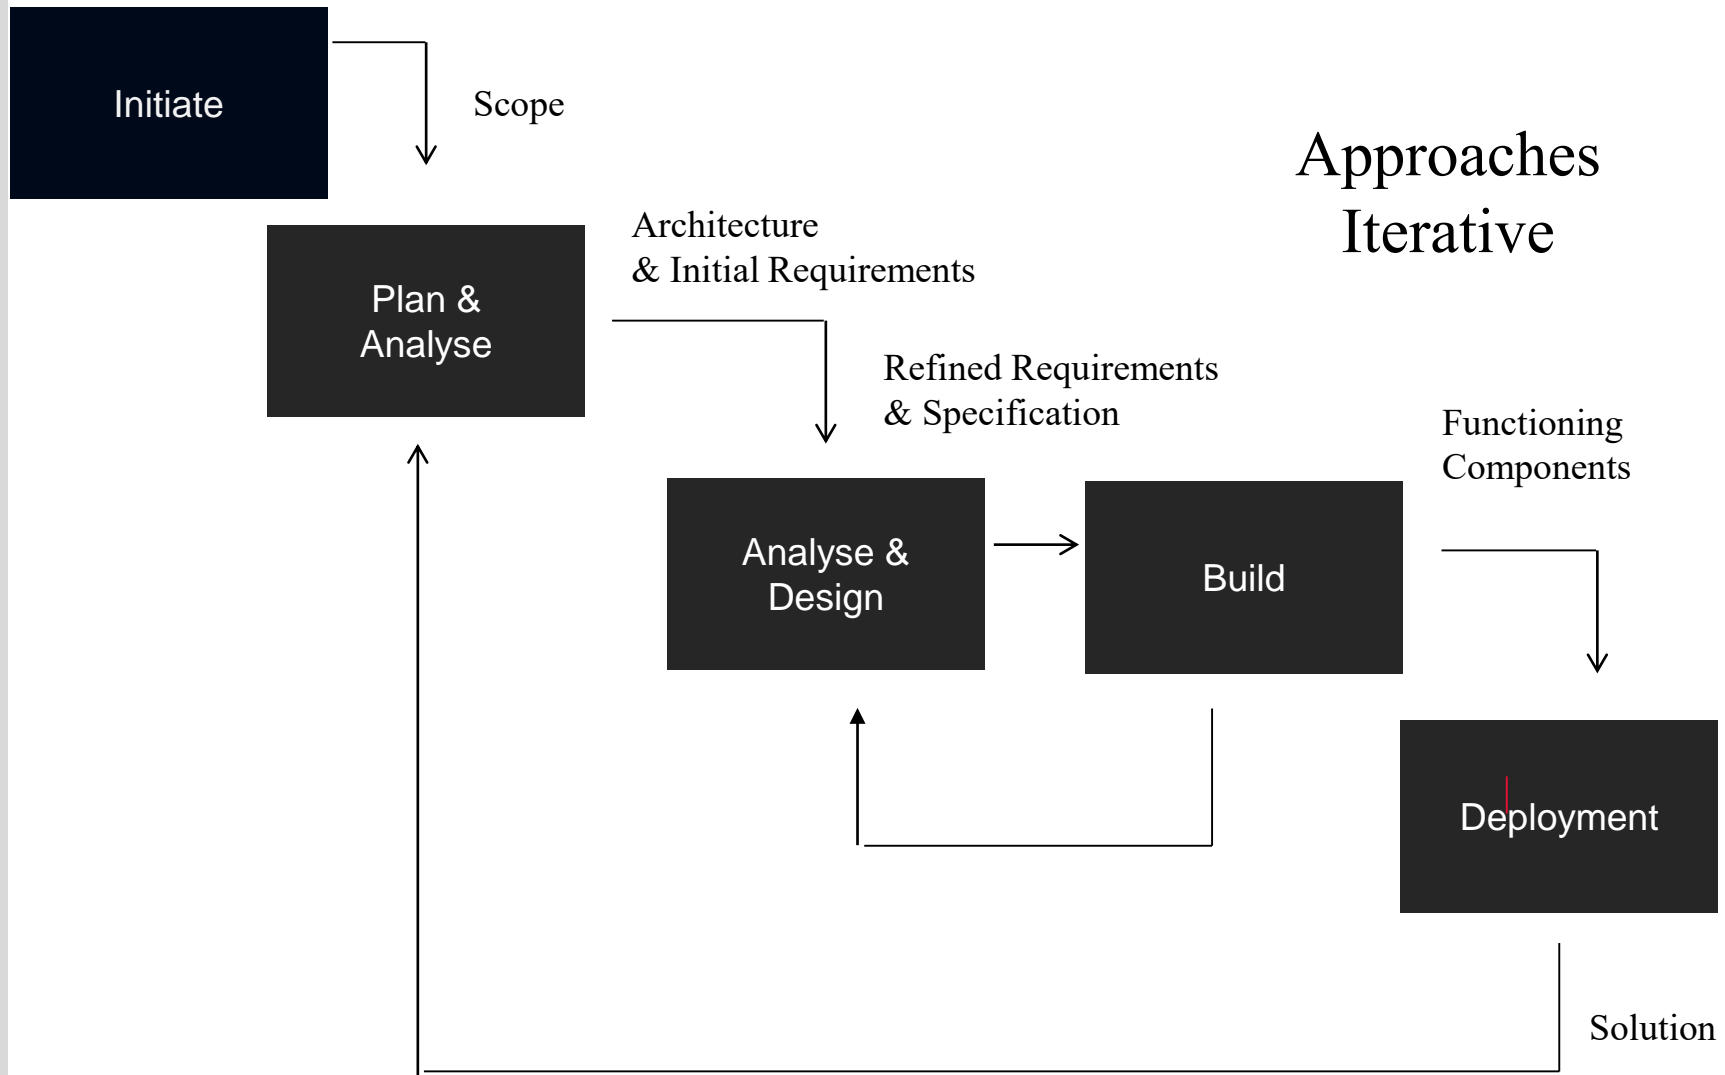 Initiate
Scope
Approaches
Iterative
Architecture
& Initial Requirements
Plan &
Analyse
Refined Requirements
& Specification
Functioning
Components
Analyse &
Design
Build
Deployment
Solution